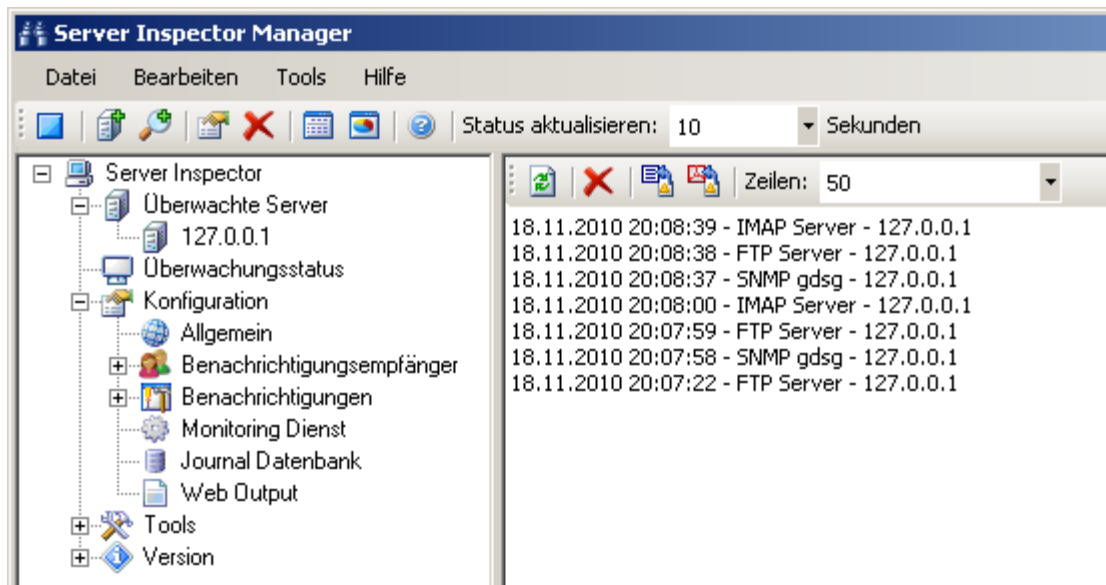 Server Inspector Manager
Datei Bearbeiten Tools Hilfe
Status aktualisieren: 10 Sekunden
Server Inspector
Überwachte Server
127.0.0.1
Überwachungsstatus
Konfiguration
Allgemein
Benachrichtigungsempfänger
Benachrichtigungen
Monitoring Dienst
Journal Datenbank
Web Output
Tools
Version
Zeilen: 50
18.11.2010 20:08:39 - IMAP Server - 127.0.0.1
18.11.2010 20:08:38 - FTP Server - 127.0.0.1
18.11.2010 20:08:37 - SNMP gdsg - 127.0.0.1
18.11.2010 20:08:00 - IMAP Server - 127.0.0.1
18.11.2010 20:07:59 - FTP Server - 127.0.0.1
18.11.2010 20:07:58 - SNMP gdsg - 127.0.0.1
18.11.2010 20:07:22 - FTP Server - 127.0.0.1